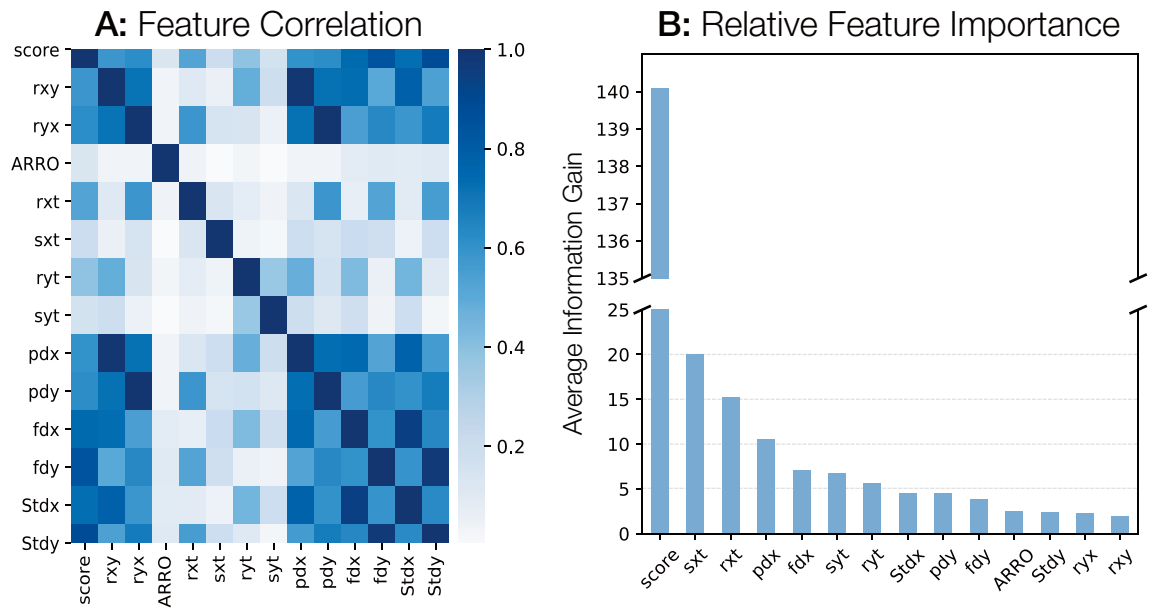 A: Feature Correlation
score
rxy
ryx
ARRO
rxt
sxt
ryt
syt
pdx
pdy
fdx
fdy
Stdx
Stdy
score rxy ryx ARRO rxt sxt ryt syt pdx pdy fdx fdy Stdx Stdy
1.0
0.8
0.6
0.4
0.2
B: Relative Feature Importance
Average Information Gain
140
139
138
137
136
135
25
20
15
10
5
0
score sxt rxt pdx fdx syt ryt Stdx pdy fdy ARRO Stdy ryx rxy